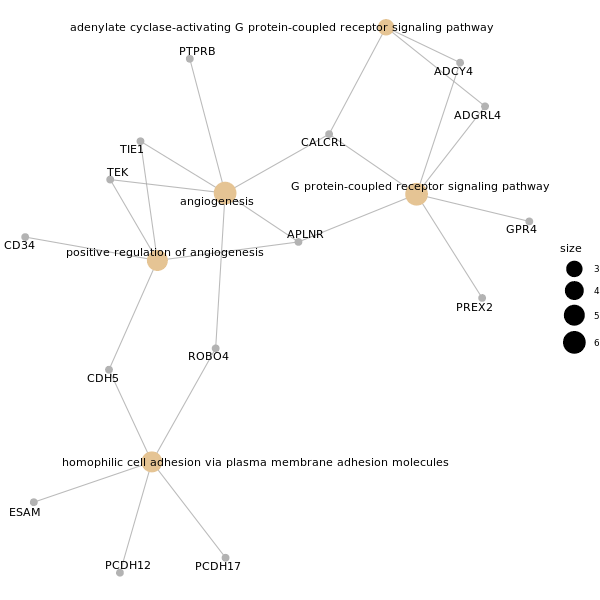 adenylate cyclase-activating G protein-coupled receptor signaling pathway
PTPRB
ADCY4
ADGRL4
CALCRL
TIE1
TEK
G protein-coupled receptor signaling pathway
angiogenesis
GPR4
APLNR
CD34
positive regulation of angiogenesis
size
3
4
5
6
PREX2
ROBO4
CDH5
homophilic cell adhesion via plasma membrane adhesion molecules
ESAM
PCDH12
PCDH17